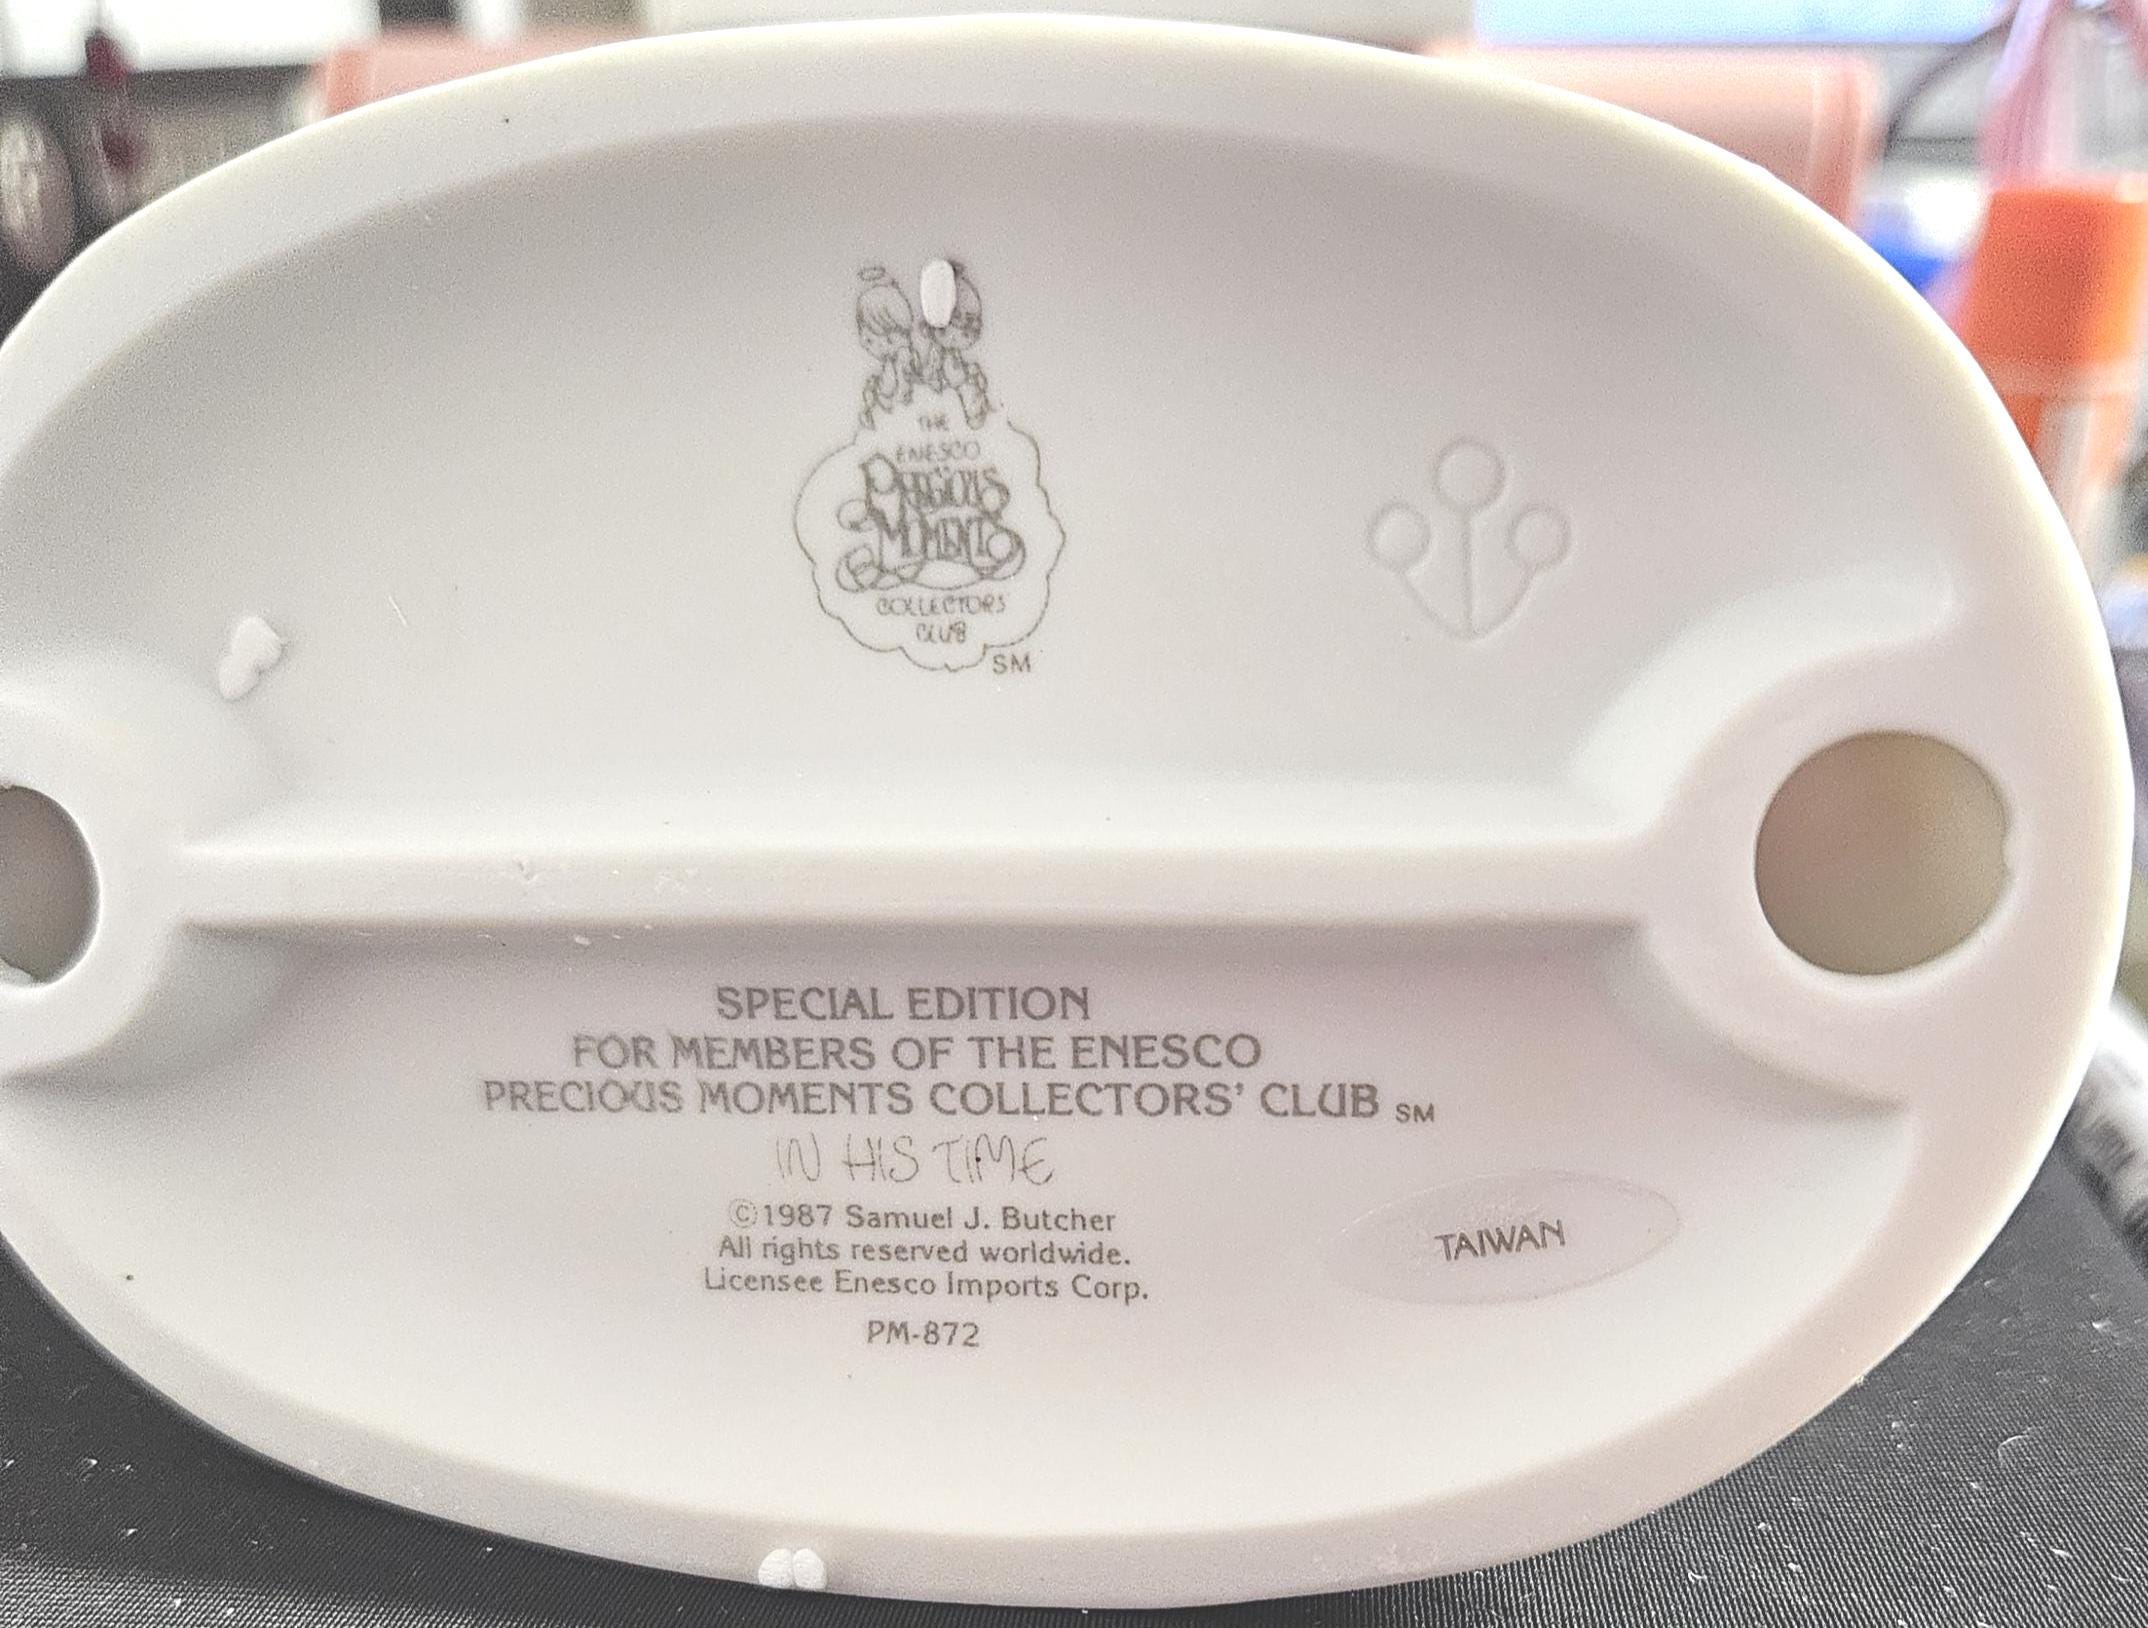 THE
ENESCO
PRECIOUS
MOMENTS
COLLECTORS'
CLUB
SM
SPECIAL EDITION
FOR MEMBERS OF THE ENESCO
PRECIOUS MOMENTS COLLECTORS' CLUB SM
IN HIS TIME
©1987 Samuel J. Butcher
All rights reserved worldwide.
Licensee Enesco Imports Corp.
PM-872
TAIWAN